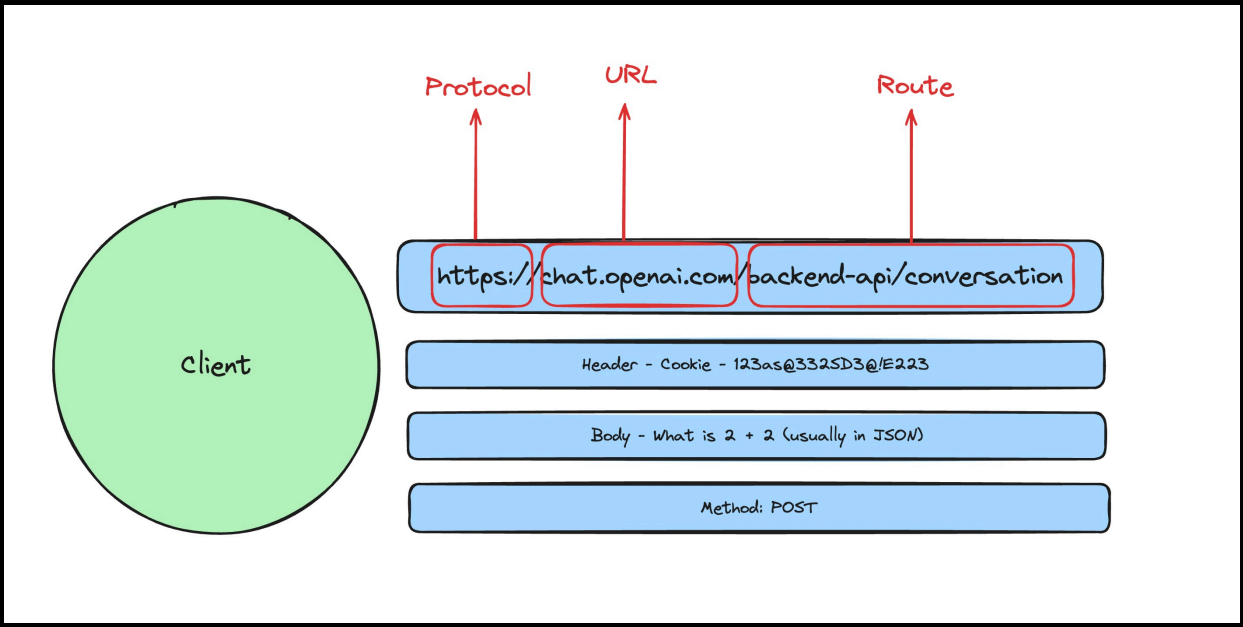 Protocol
URL
Route
https://chat.openai.com/backend-api/conversation
Client
Header - Cookie - 123as@3325D3@!E223
Body - What is 2 + 2 (usually in JSON)
Method: POST